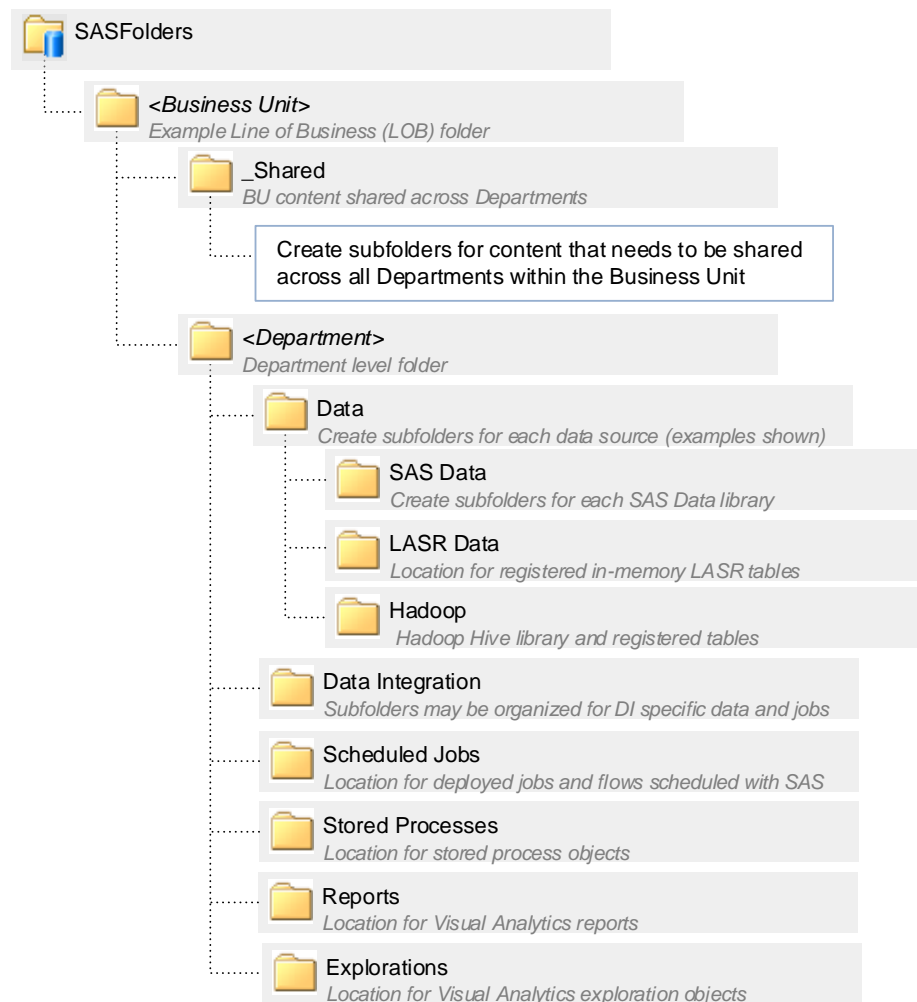 SASFolders
<Business Unit>
Example Line of Business (LOB) folder
_Shared
BU content shared across Departments
Create subfolders for content that needs to be shared
across all Departments within the Business Unit
<Department>
Department level folder
Data
Create subfolders for each data source (examples shown)
SAS Data
Create subfolders for each SAS Data library
LASR Data
Location for registered in-memory LASR tables
Hadoop
Hadoop Hive library and registered tables
Data Integration
Subfolders may be organized for DI specific data and jobs
Scheduled Jobs
Location for deployed jobs and flows scheduled with SAS
Stored Processes
Location for stored process objects
Reports
Location for Visual Analytics reports
Explorations
Location for Visual Analytics exploration objects